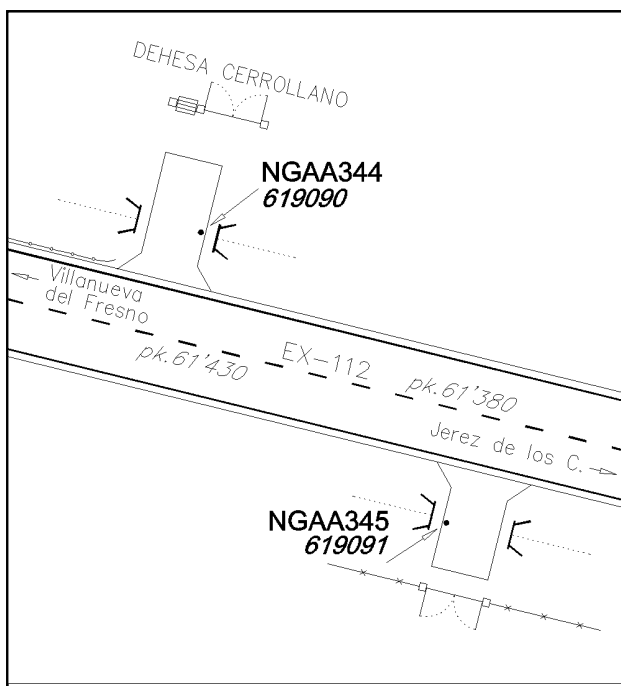 DEHESA CERROLLANO
NGAA344
619090
Villanueva
del Fresno
EX-112
pk.61'430
pk.61'380
Jerez de los C.
NGAA345
619091